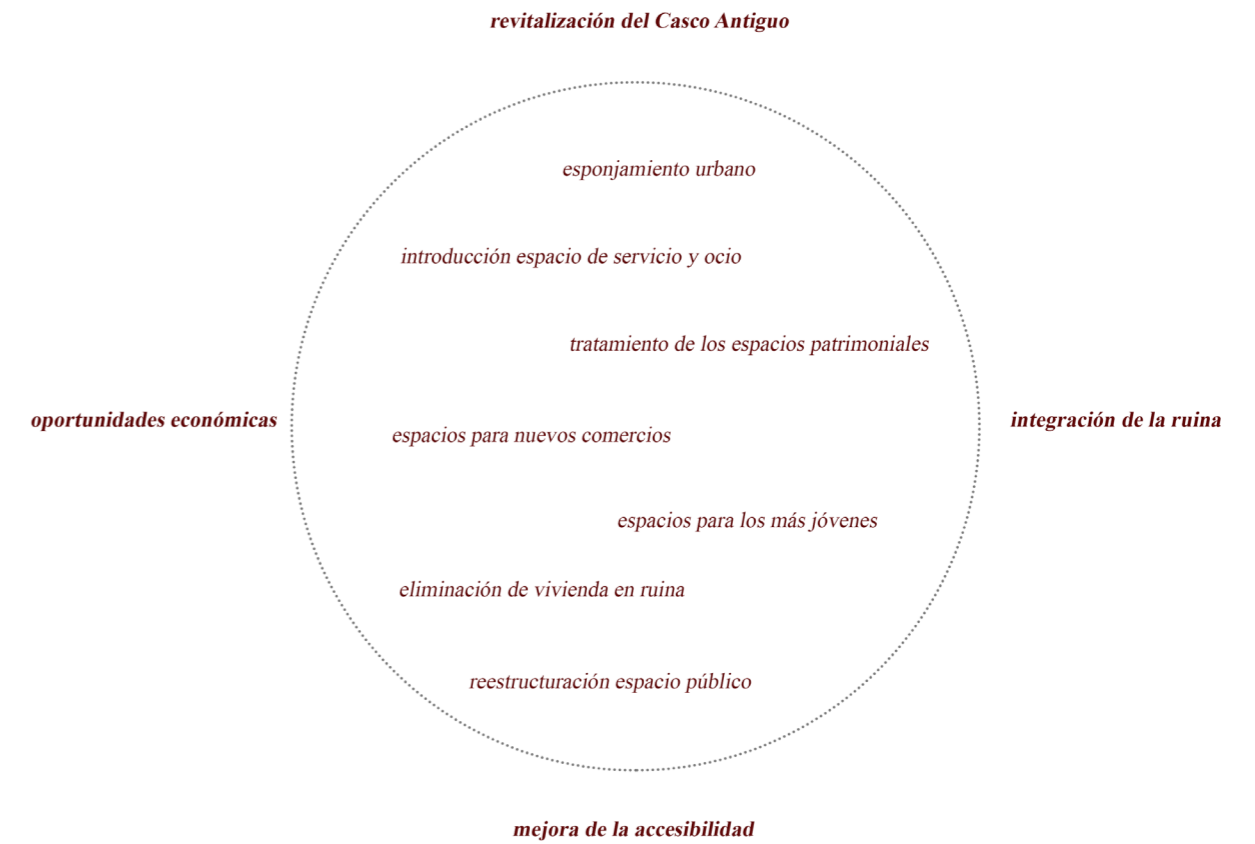 revitalización del Casco Antiguo
esponjamiento urbano
introducción espacio de servicio y ocio
tratamiento de los espacios patrimoniales
oportunidades económicas
integración de la ruina
espacios para nuevos comercios
espacios para los más jóvenes
eliminación de vivienda en ruina
reestructuración espacio público
mejora de la accesibilidad